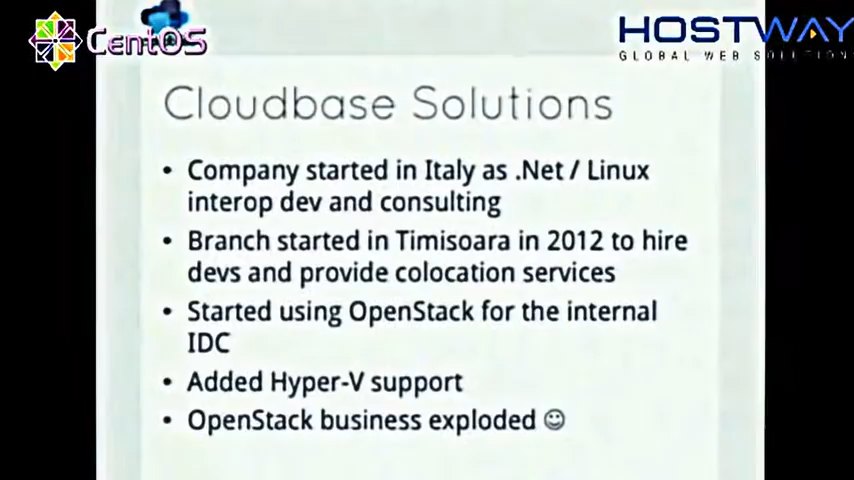 CentOS
HOSTWAY
GLOBAL WEB SOLUTIONS
Cloudbase Solutions
• Company started in Italy as .Net / Linux
interop dev and consulting
• Branch started in Timisoara in 2012 to hire
devs and provide colocation services
• Started using OpenStack for the internal
IDC
• Added Hyper-V support
• OpenStack business exploded ☺